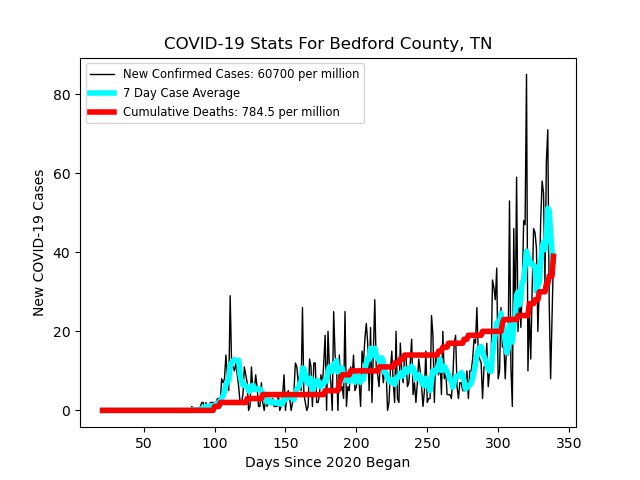 COVID-19 Stats For Bedford County, TN
New Confirmed Cases: 60700 per million
7 Day Case Average
Cumulative Deaths: 784.5 per million
New COVID-19 Cases
80
60
40
20
0
50 100 150 200 250 300 350
Days Since 2020 Began